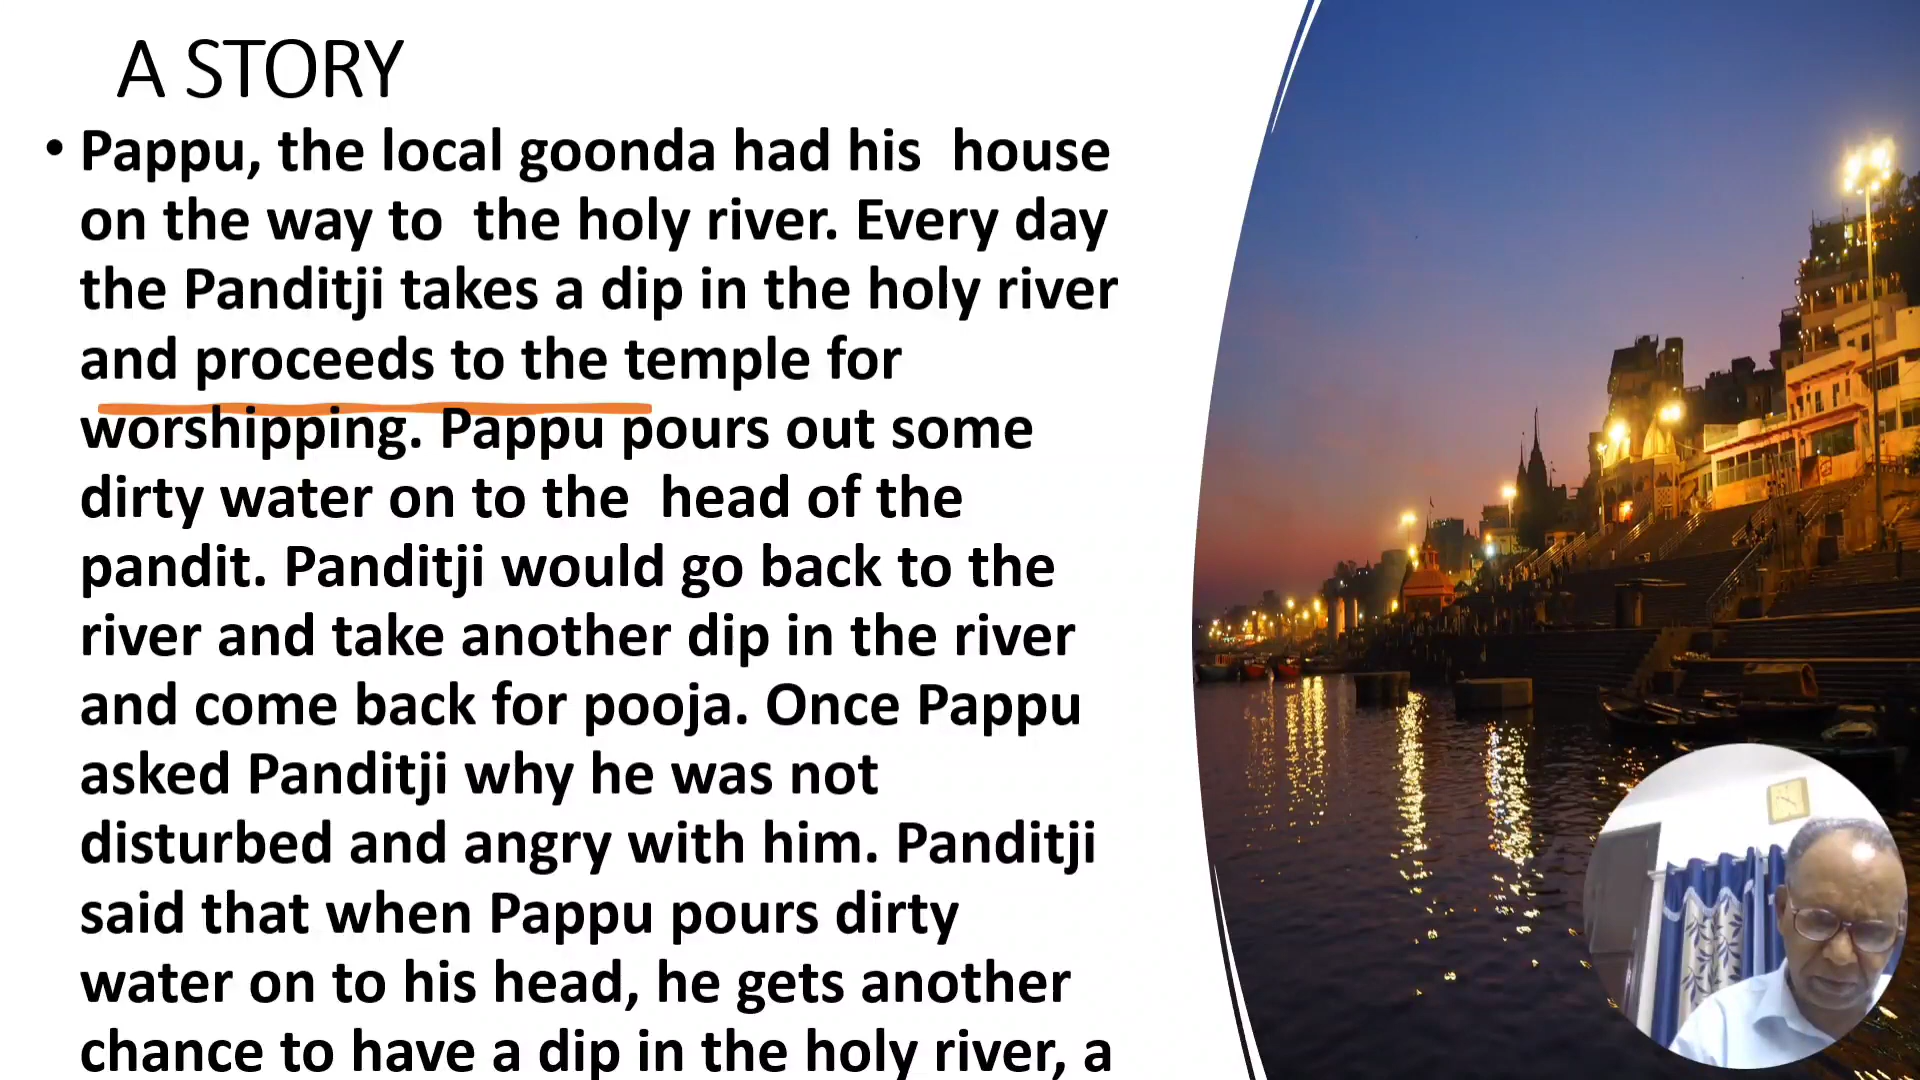 A STORY
• Pappu, the local goonda had his house
on the way to the holy river. Every day
the Panditji takes a dip in the holy river
and proceeds to the temple for
worshipping. Pappu pours out some
dirty water on to the head of the
pandit. Panditji would go back to the
river and take another dip in the river
and come back for pooja. Once Pappu
asked Panditji why he was not
disturbed and angry with him. Panditji
said that when Pappu pours dirty
water on to his head, he gets another
chance to have a dip in the holy river, a